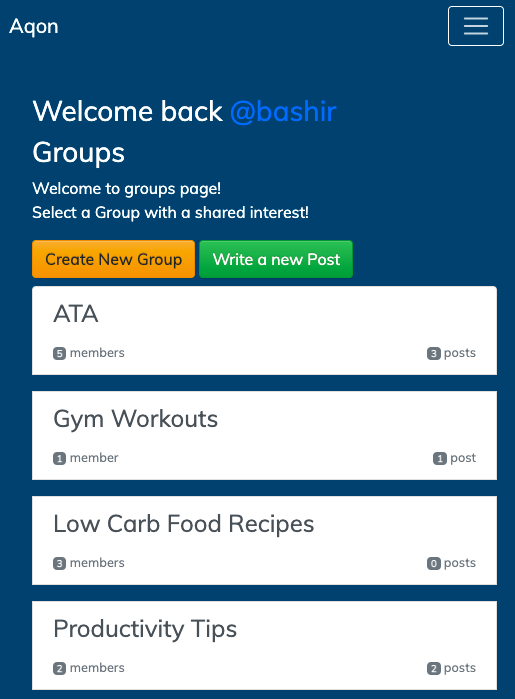 Aqon
Welcome back @bashir
Groups
Welcome to groups page!
Select a Group with a shared interest!
Create New Group Write a new Post
ATA
5 members 3 posts
Gym Workouts
1 member 1 post
Low Carb Food Recipes
3 members 0 posts
Productivity Tips
2 members 2 posts